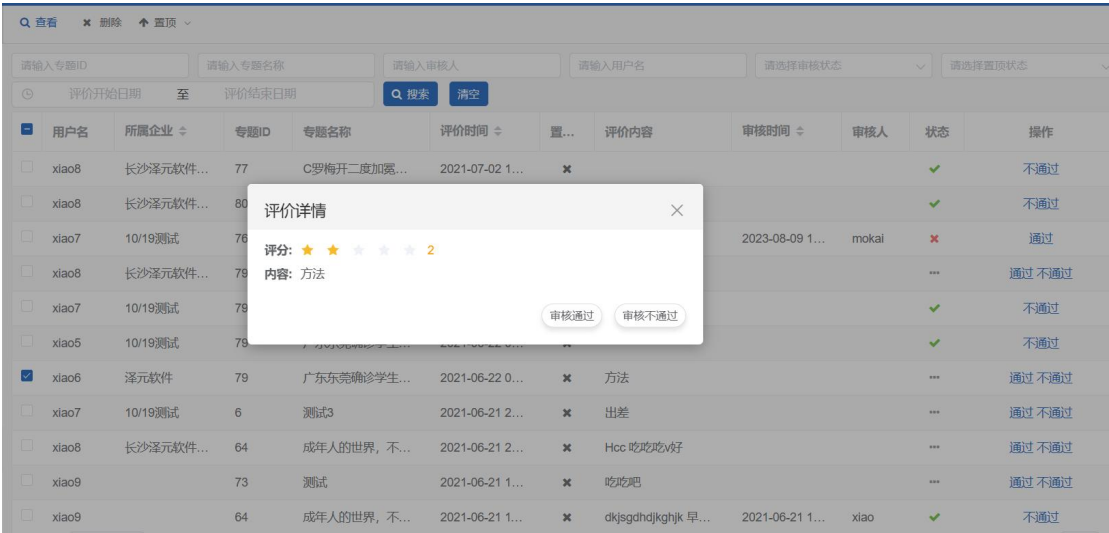 查看 删除 置顶
请输入专题ID 请输入专题名称 请输入审核人 请输入用户名 请选择审核状态 请选择置顶状态
评价开始日期 至 评价结束日期 搜索 清空
用户名 所属企业 专题ID 专题名称 评价时间 置... 评价内容 审核时间 审核人 状态 操作
xiao8 长沙泽元软件... 77 C罗梅开二度加冕... 2021-07-02 1... 不通过
xiao8 长沙泽元软件... 80 不通过
xiao7 10/19测试 76 2023-08-09 1... mokai 通过
xiao8 长沙泽元软件... 79 通过 不通过
xiao7 10/19测试 79 不通过
xiao5 10/19测试 79 不通过
评价详情
评分: 2
内容: 方法
审核通过 审核不通过
xiao6 泽元软件 79 广东东莞确诊学生... 2021-06-22 0... 方法 通过 不通过
xiao7 10/19测试 6 测试3 2021-06-21 2... 出差 通过 不通过
xiao8 长沙泽元软件... 64 成年人的世界，不... 2021-06-21 2... Hcc 吃吃吃v好 通过 不通过
xiao9 73 测试 2021-06-21 1... 吃吃吧 通过 不通过
xiao9 64 成年人的世界，不... 2021-06-21 1... dkjsgdhdjkghjk 早... 2021-06-21 1... xiao 不通过